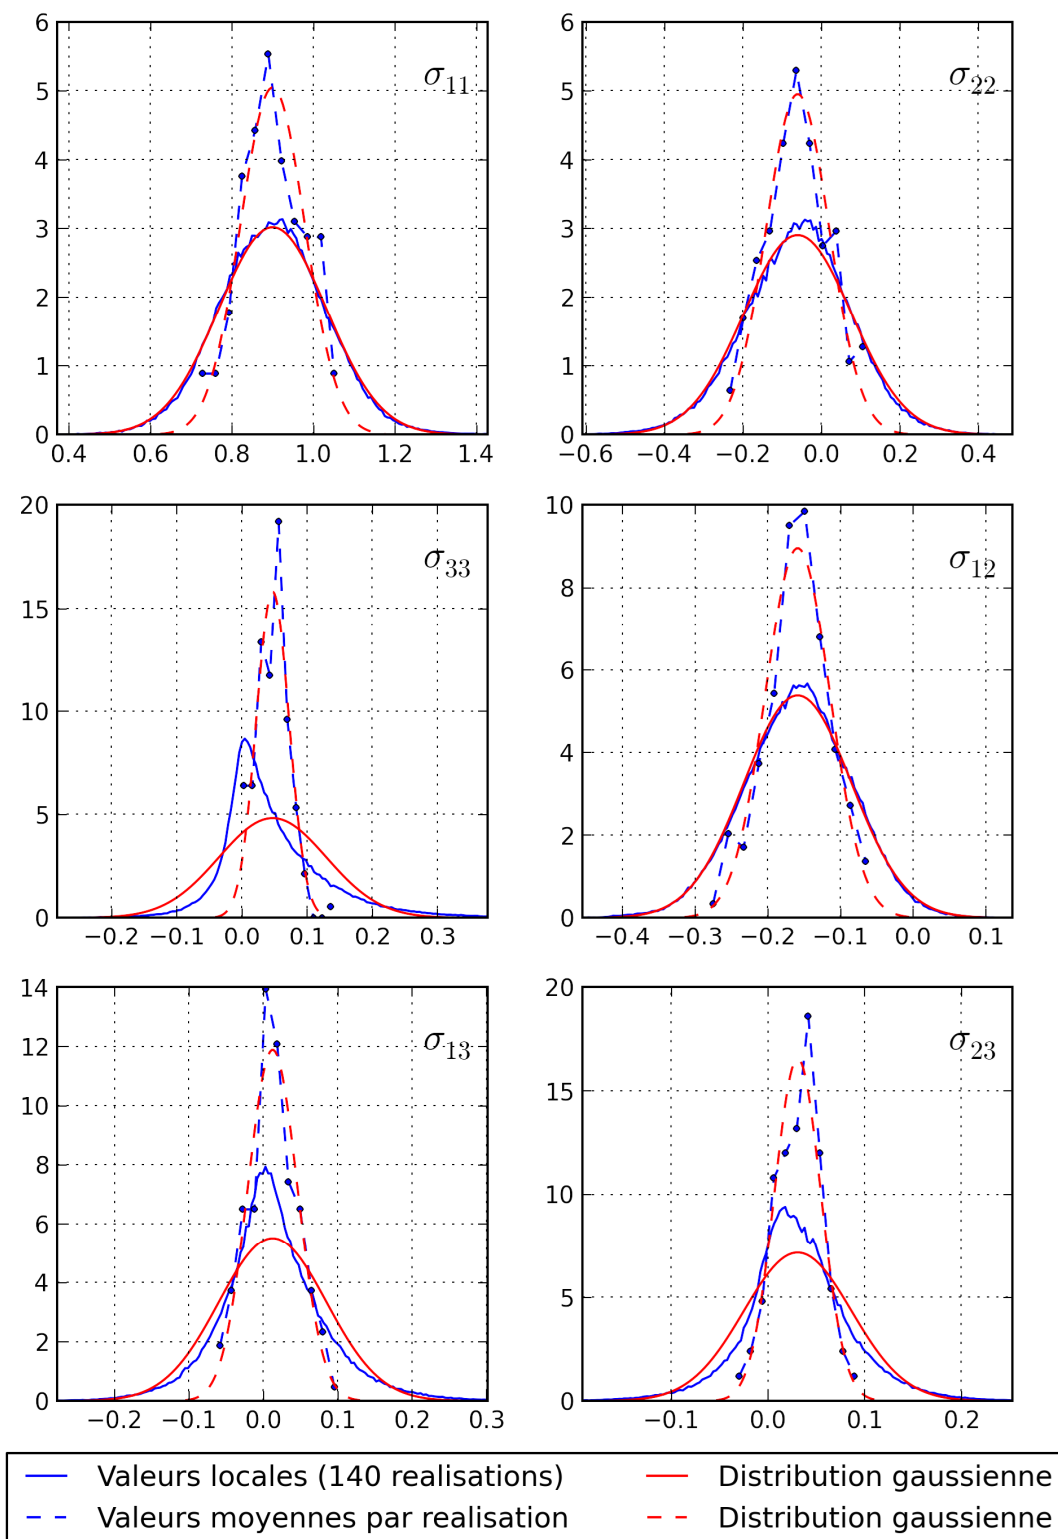 6
5
4
3
2
1
0
σ11
0.4 0.6 0.8 1.0 1.2 1.4
6
5
4
3
2
1
0
σ22
−0.6 −0.4 −0.2 0.0 0.2 0.4
20
15
10
5
0
σ33
−0.2 −0.1 0.0 0.1 0.2 0.3
10
8
6
4
2
0
σ12
−0.4 −0.3 −0.2 −0.1 0.0 0.1
14
12
10
8
6
4
2
0
σ13
−0.2 −0.1 0.0 0.1 0.2 0.3
20
15
10
5
0
σ23
−0.1 0.0 0.1 0.2
Valeurs locales (140 realisations)
Valeurs moyennes par realisation
Distribution gaussienne
Distribution gaussienne